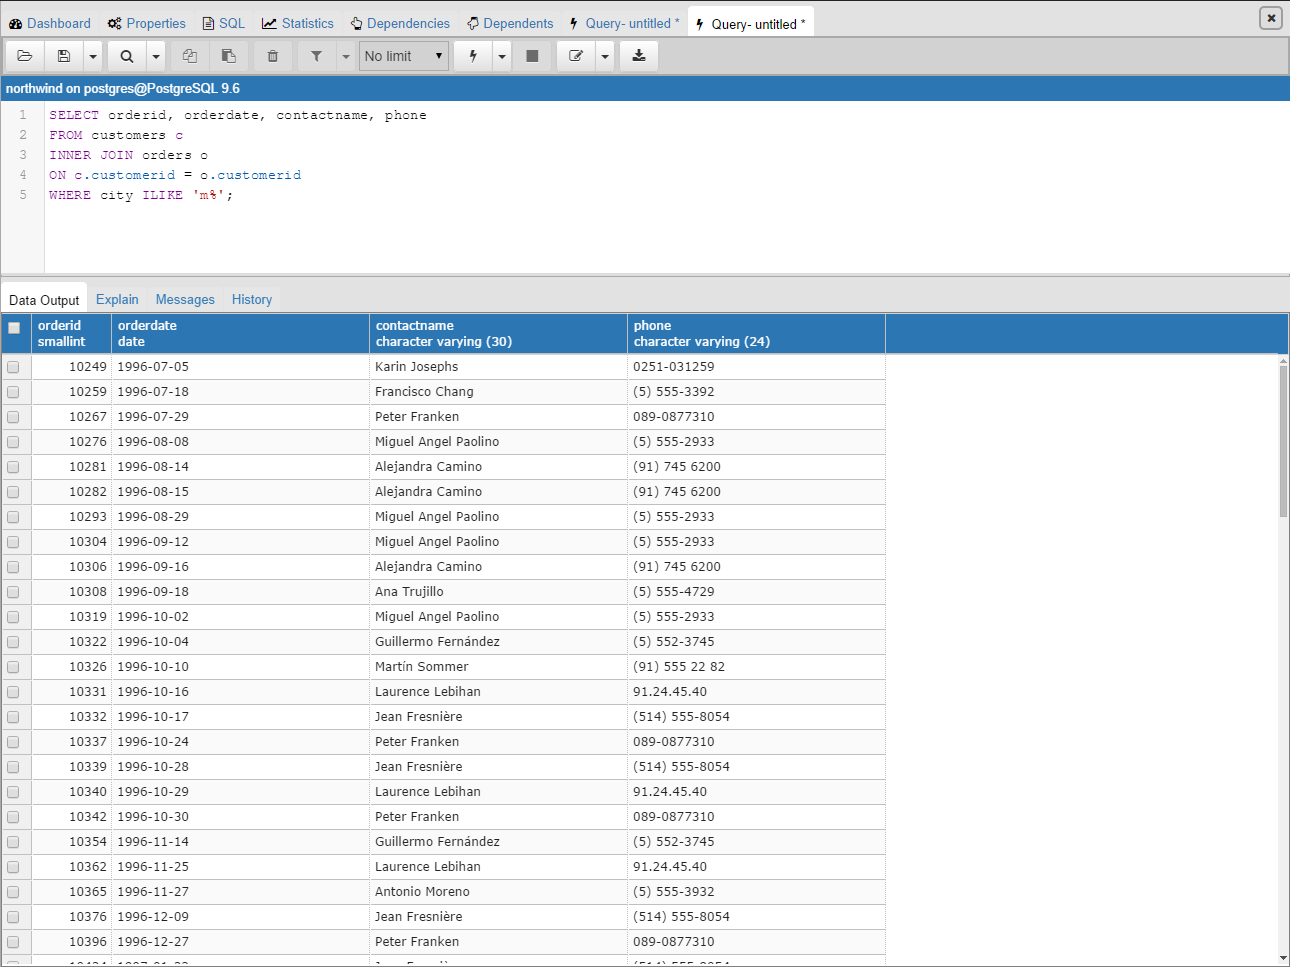 Dashboard Properties SQL Statistics Dependencies Dependents Query- untitled * Query- untitled *
No limit
northwind on postgres@PostgreSQL 9.6
1 SELECT orderid, orderdate, contactname, phone
2 FROM customers c
3 INNER JOIN orders o
4 ON c.customerid = o.customerid
5 WHERE city ILIKE 'm%';
Data Output Explain Messages History
orderid orderdate contactname phone
smallint date character varying (30) character varying (24)
10249 1996-07-05 Karin Josephs 0251-031259
10259 1996-07-18 Francisco Chang (5) 555-3392
10267 1996-07-29 Peter Franken 089-0877310
10276 1996-08-08 Miguel Angel Paolino (5) 555-2933
10281 1996-08-14 Alejandra Camino (91) 745 6200
10282 1996-08-15 Alejandra Camino (91) 745 6200
10293 1996-08-29 Miguel Angel Paolino (5) 555-2933
10304 1996-09-12 Miguel Angel Paolino (5) 555-2933
10306 1996-09-16 Alejandra Camino (91) 745 6200
10308 1996-09-18 Ana Trujillo (5) 555-4729
10319 1996-10-02 Miguel Angel Paolino (5) 555-2933
10322 1996-10-04 Guillermo Fernández (5) 552-3745
10326 1996-10-10 Martín Sommer (91) 555 22 82
10331 1996-10-16 Laurence Lebihan 91.24.45.40
10332 1996-10-17 Jean Fresnière (514) 555-8054
10337 1996-10-24 Peter Franken 089-0877310
10339 1996-10-28 Jean Fresnière (514) 555-8054
10340 1996-10-29 Laurence Lebihan 91.24.45.40
10342 1996-10-30 Peter Franken 089-0877310
10354 1996-11-14 Guillermo Fernández (5) 552-3745
10362 1996-11-25 Laurence Lebihan 91.24.45.40
10365 1996-11-27 Antonio Moreno (5) 555-3932
10376 1996-12-09 Jean Fresnière (514) 555-8054
10396 1996-12-27 Peter Franken 089-0877310